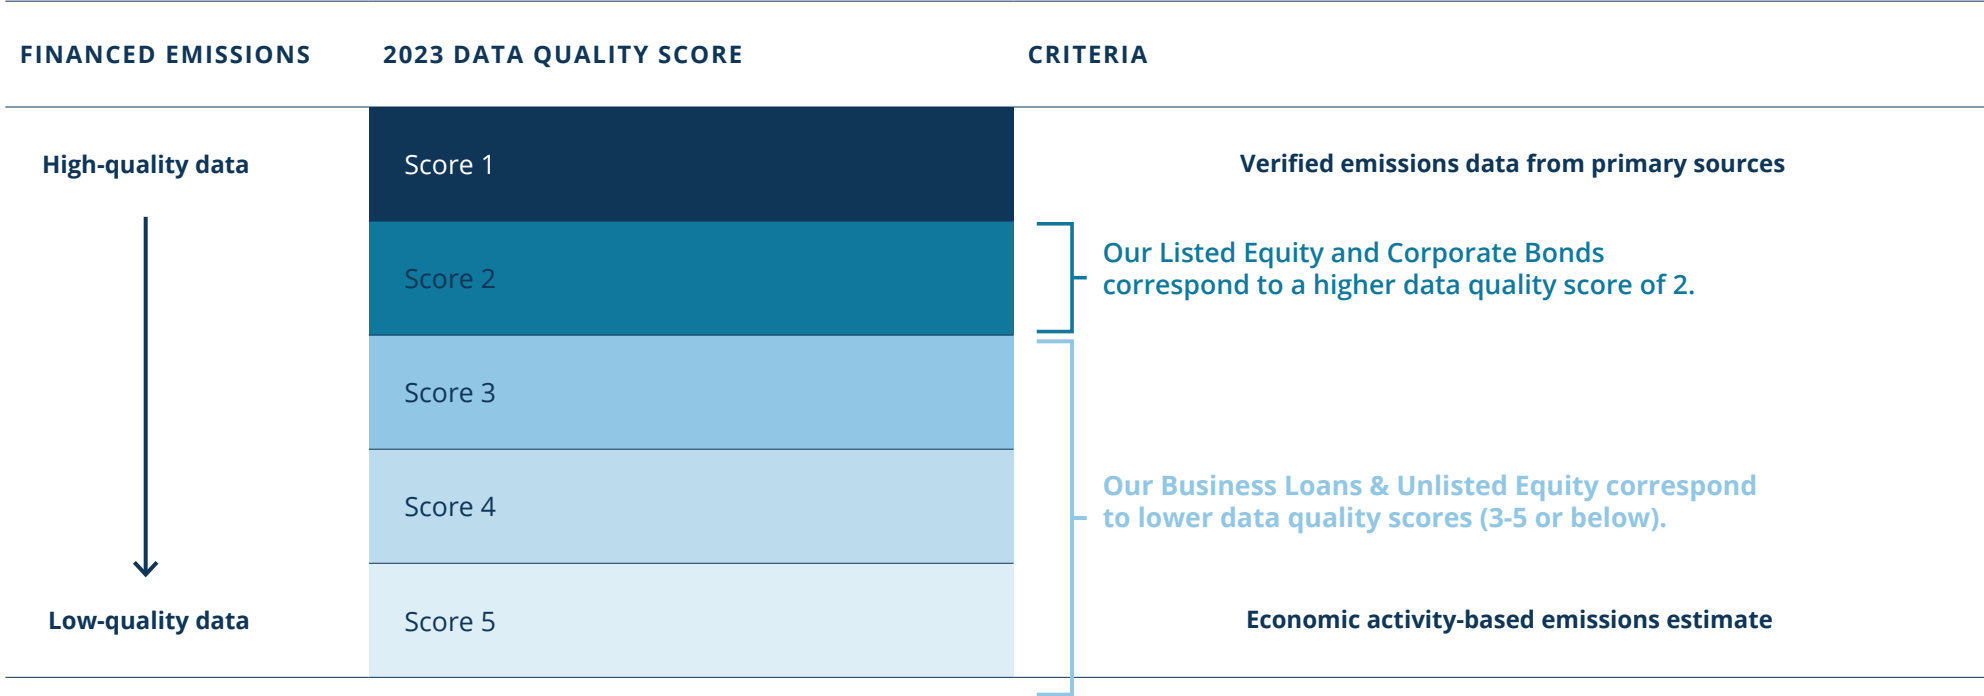 FINANCED EMISSIONS
2023 DATA QUALITY SCORE
CRITERIA
High-quality data
Score 1
Verified emissions data from primary sources
Score 2
Our Listed Equity and Corporate Bonds
correspond to a higher data quality score of 2.
Score 3
Score 4
Our Business Loans & Unlisted Equity correspond
to lower data quality scores (3-5 or below).
Low-quality data
Score 5
Economic activity-based emissions estimate